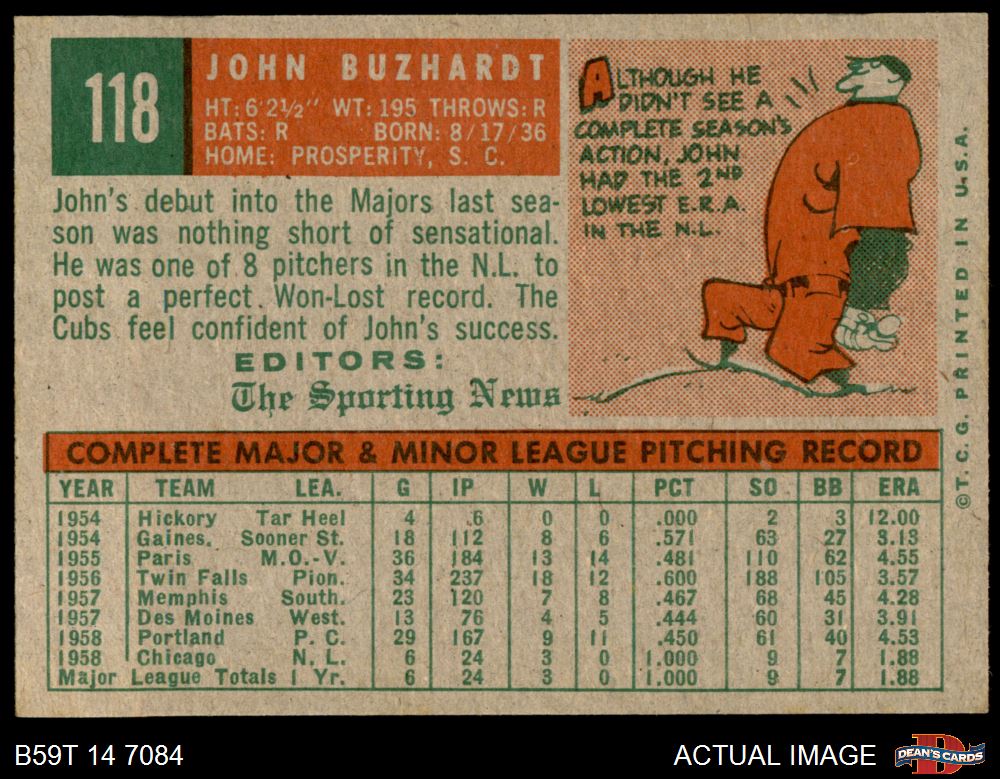 118
JOHN BUZHARDT
HT: 6'2½" WT: 195 THROWS: R
BATS: R BORN: 8/17/36
HOME: PROSPERITY, S. C.
John's debut into the Majors last sea-
son was nothing short of sensational.
He was one of 8 pitchers in the N.L. to
post a perfect Won-Lost record. The
Cubs feel confident of John's success.
EDITORS:
The Sporting News
ALTHOUGH HE
DIDN'T SEE A
COMPLETE SEASON'S
ACTION, JOHN
HAD THE 2ND
LOWEST E.R.A.
IN THE N.L.
©T. C. G. PRINTED IN U.S.A.
COMPLETE MAJOR & MINOR LEAGUE PITCHING RECORD
YEAR TEAM LEA. G IP W L PCT SO BB ERA
1954 Hickory Tar Heel 4 6 0 0 .000 2 3 12.00
1954 Gaines. Sooner St. 18 112 8 6 .571 63 27 3.13
1955 Paris M.O.-V. 36 184 13 14 .481 110 62 4.55
1956 Twin Falls Pion. 34 237 18 12 .600 188 105 3.57
1957 Memphis South. 23 120 7 8 .467 68 45 4.28
1957 Des Moines West. 13 76 4 5 .444 60 31 3.91
1958 Portland P. C. 29 167 9 11 .450 61 40 4.53
1958 Chicago N. L. 6 24 3 0 1.000 9 7 1.88
Major League Totals 1 Yr. 6 24 3 0 1.000 9 7 1.88
B59T 14 7084
ACTUAL IMAGE
DEAN'S CARDS